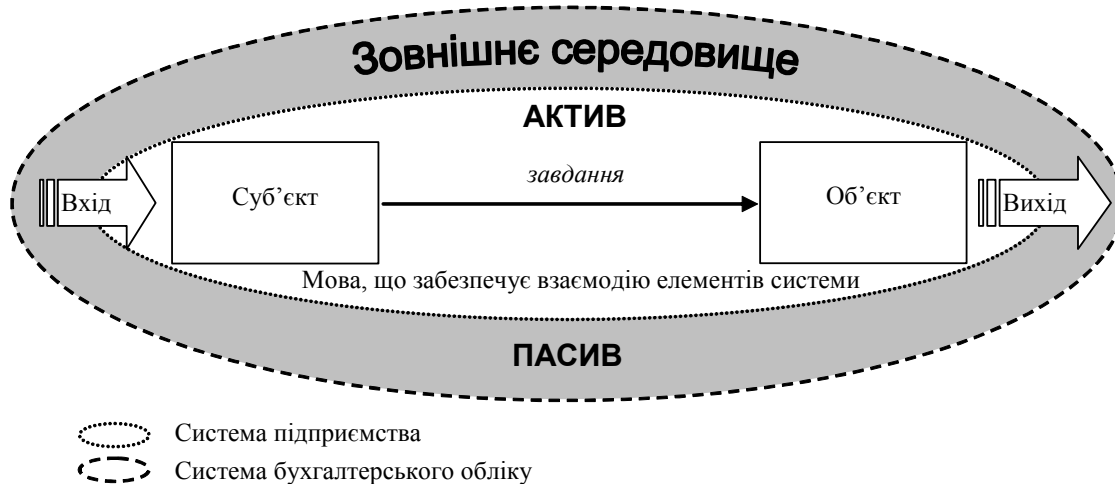 Зовнішнє середовище
АКТИВ
завдання
Вхід
Суб’єкт
Об’єкт
Вихід
Мова, що забезпечує взаємодію елементів системи
ПАСИВ
Система підприємства
Система бухгалтерського обліку